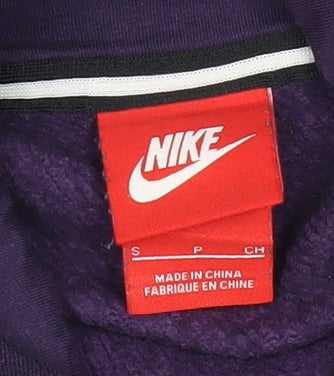 NIKE
S P CH
MADE IN CHINA
FABRIQUE EN CHINE